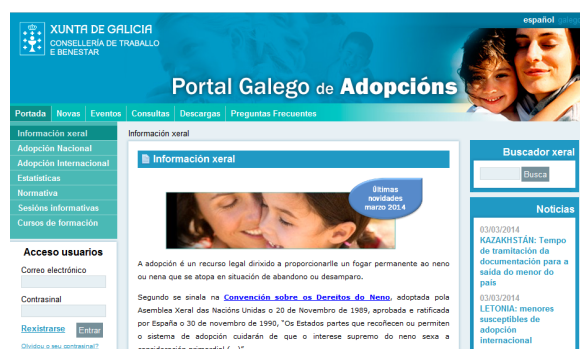 español galego
XUNTA DE GALICIA
CONSELLERÍA DE TRABALLO
E BENESTAR
Portal Galego de Adopcións
Portada Novas Eventos Consultas Descargas Preguntas Frecuentes
Información xeral
Adopción Nacional
Adopción Internacional
Estatísticas
Normativa
Sesións informativas
Cursos de formación
Acceso usuarios
Correo electrónico
Contrasinal
Rexistrarse Entrar
Olvidou o seu contrasinal?
Información xeral
Información xeral
últimas
novidades
marzo 2014
A adopción é un recurso legal dirixido a proporcionarlle un fogar permanente ao neno
ou nena que se atopa en situación de abandono ou desamparo.
Segundo se sinala na Convención sobre os Dereitos do Neno, adoptada pola
Asemblea Xeral das Nacións Unidas o 20 de Novembro de 1989, aprobada e ratificada
por España o 30 de novembro de 1990, "Os Estados partes que recoñecen ou permiten
o sistema de adopción cuidarán de que o interese supremo do neno sexa a
consideración primordial (...)"
Buscador xeral
Busca
Noticias
03/03/2014
KAZAKHSTÁN: Tempo
de tramitación da
documentación para a
saída do menor do
país
03/03/2014
LETONIA: menores
susceptibles de
adopción
internacional